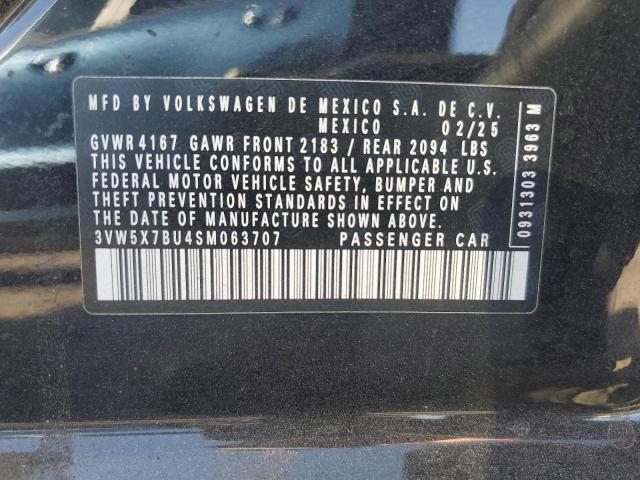 MFD BY VOLKSWAGEN DE MEXICO S.A. DE C.V.
MEXICO 02/25
GVWR 4167 GAWR FRONT 2183 / REAR 2094 LBS
THIS VEHICLE CONFORMS TO ALL APPLICABLE U.S.
FEDERAL MOTOR VEHICLE SAFETY, BUMPER AND
THEFT PREVENTION STANDARDS IN EFFECT ON
THE DATE OF MANUFACTURE SHOWN ABOVE.
3VW5X7BU4SM063707 PASSENGER CAR
0931303 3963 M